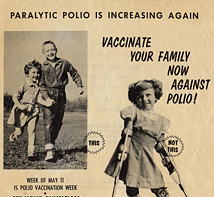 PARALYTIC POLIO IS INCREASING AGAIN
VACCINATE
YOUR FAMILY
NOW
AGAINST
POLIO!
THIS
NOT
THIS
WEEK OF MAY 11
IS POLIO VACCINATION WEEK